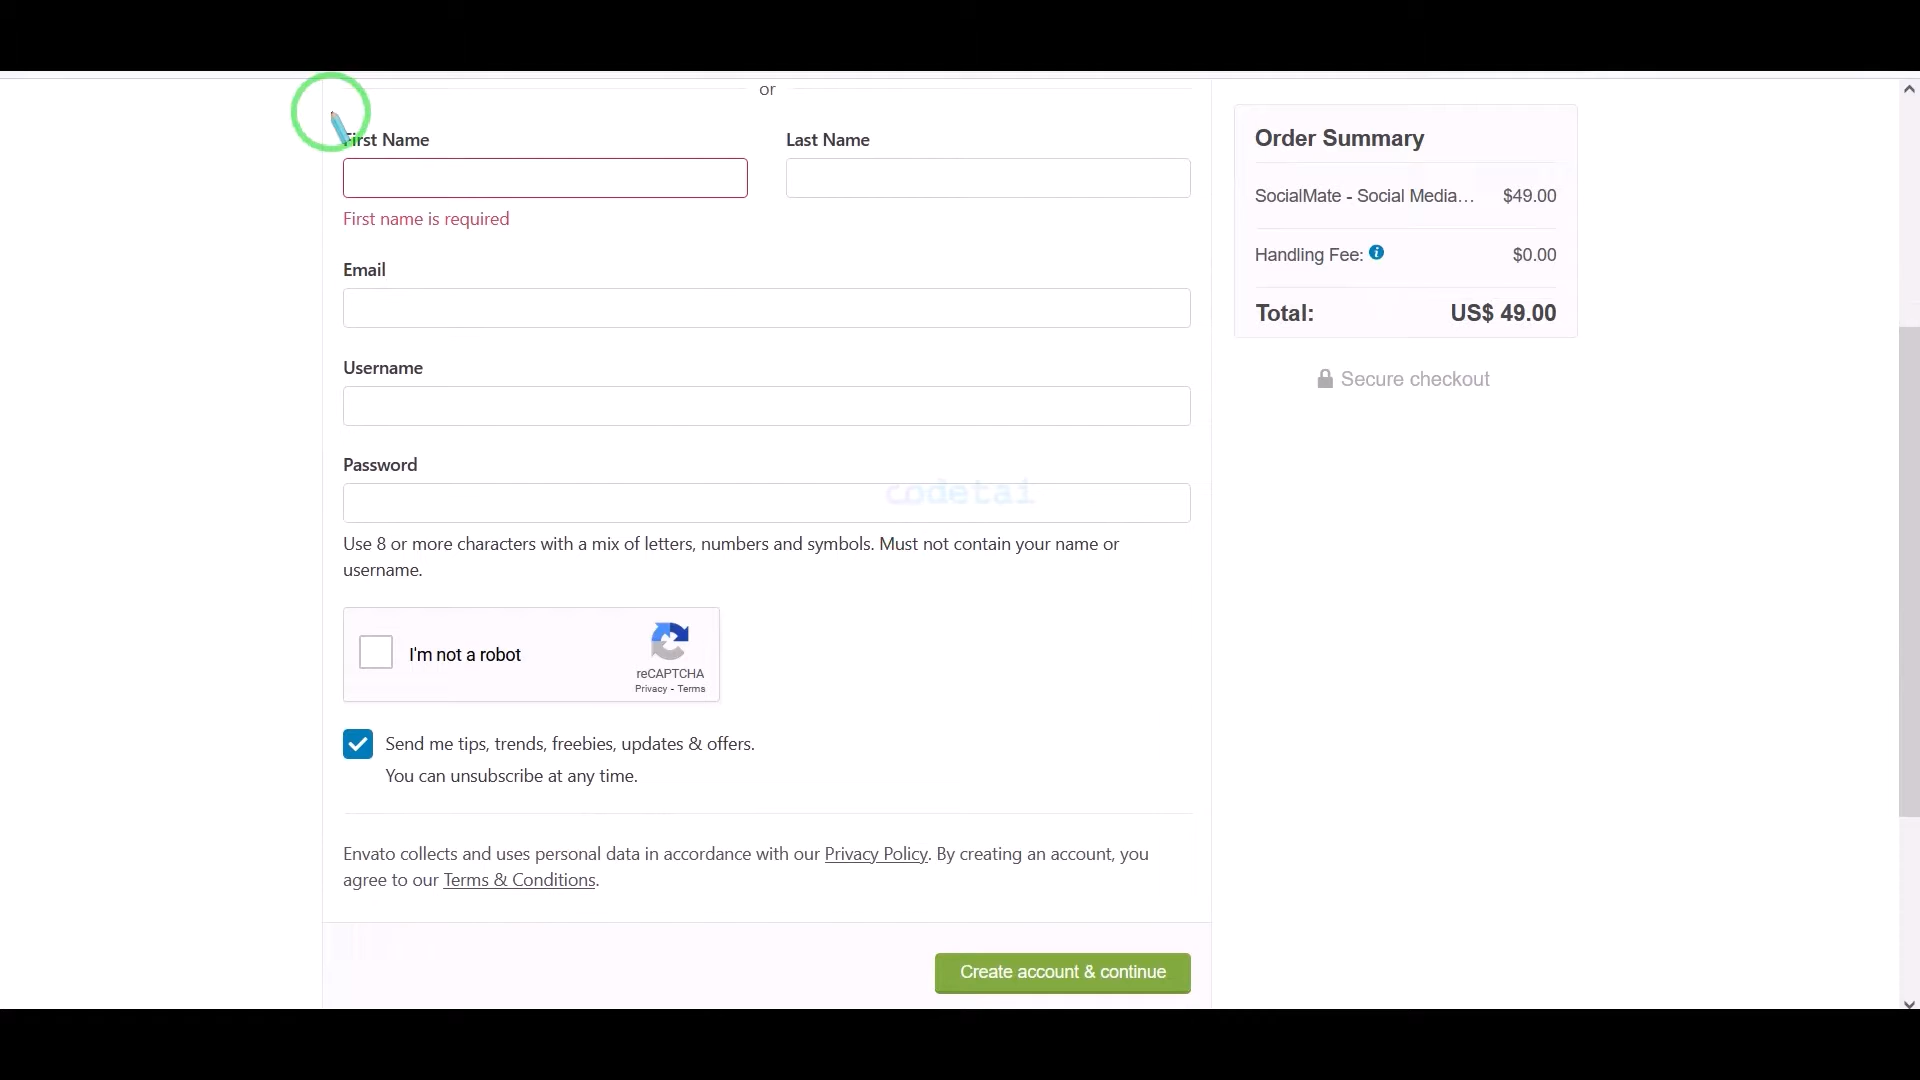 or
First Name
Last Name
First name is required
Email
Username
Password
codetai
Use 8 or more characters with a mix of letters, numbers and symbols. Must not contain your name or
username.
I'm not a robot
reCAPTCHA
Privacy - Terms
Send me tips, trends, freebies, updates & offers.
You can unsubscribe at any time.
Envato collects and uses personal data in accordance with our Privacy Policy. By creating an account, you
agree to our Terms & Conditions.
Create account & continue
Order Summary
SocialMate - Social Media... $49.00
Handling Fee: i $0.00
Total: US$ 49.00
Secure checkout